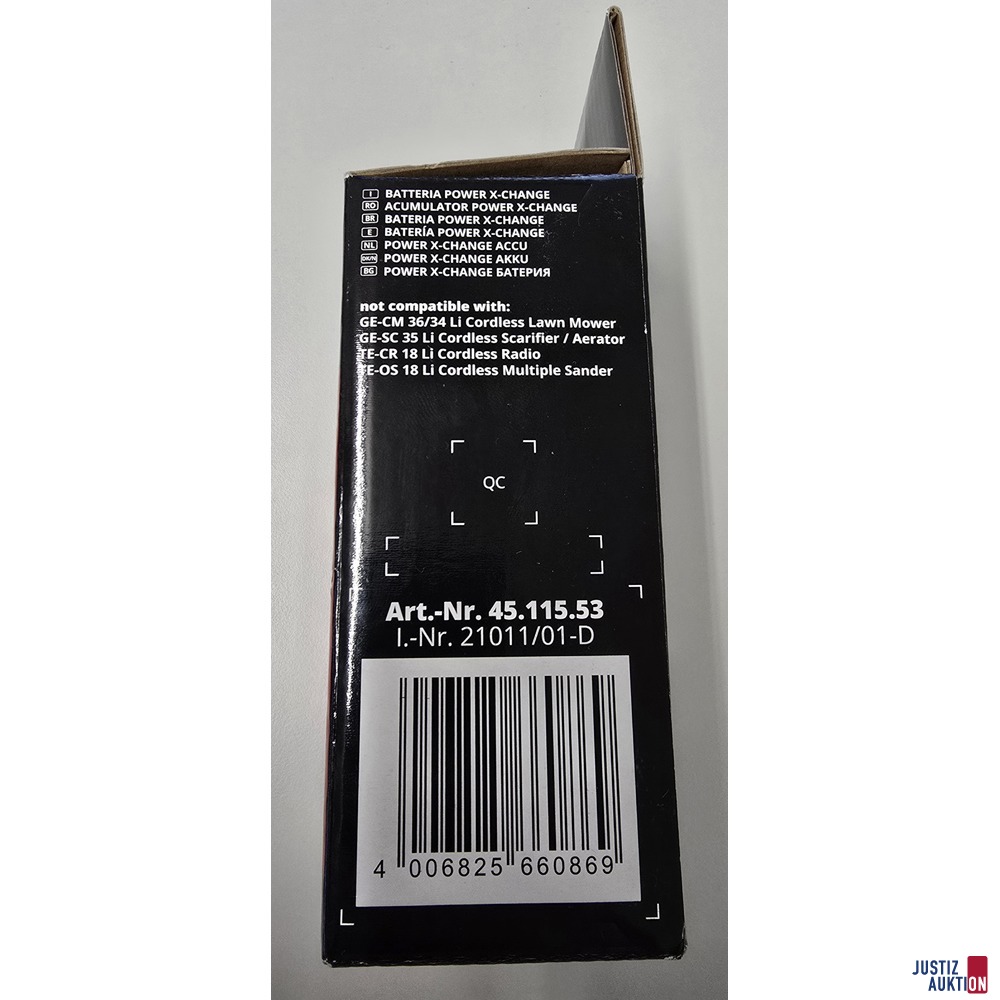 I BATTERIA POWER X-CHANGE
RO ACUMULATOR POWER X-CHANGE
BR BATERIA POWER X-CHANGE
E BATERÍA POWER X-CHANGE
NL POWER X-CHANGE ACCU
DK/N POWER X-CHANGE AKKU
BG POWER X-CHANGE БАТЕРИЯ
not compatible with:
GE-CM 36/34 Li Cordless Lawn Mower
GE-SC 35 Li Cordless Scarifier / Aerator
TE-CR 18 Li Cordless Radio
TE-OS 18 Li Cordless Multiple Sander
QC
Art.-Nr. 45.115.53
I.-Nr. 21011/01-D
4 006825 660869
JUSTIZ
AUKTION